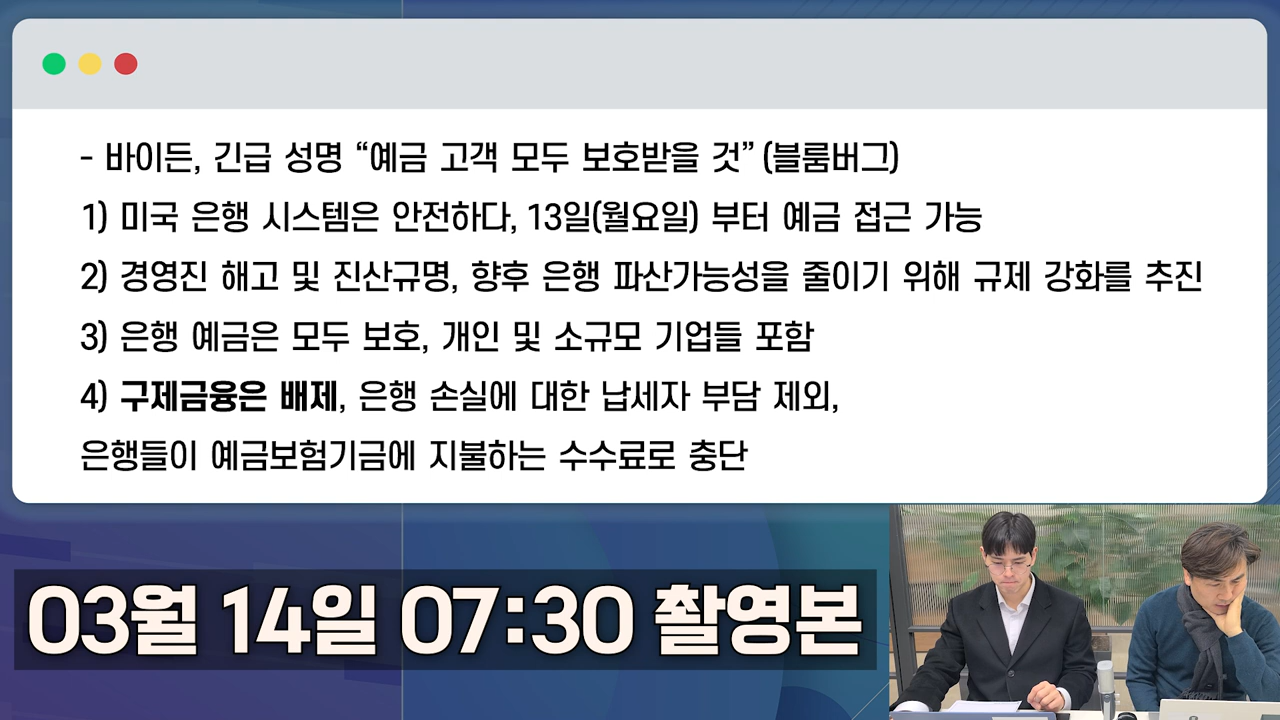 - 바이든, 긴급 성명 “예금 고객 모두 보호받을 것” (블룸버그)
1) 미국 은행 시스템은 안전하다, 13일(월요일) 부터 예금 접근 가능
2) 경영진 해고 및 진산규명, 향후 은행 파산가능성을 줄이기 위해 규제 강화를 추진
3) 은행 예금은 모두 보호, 개인 및 소규모 기업들 포함
4) 구제금융은 배제, 은행 손실에 대한 납세자 부담 제외,
은행들이 예금보험기금에 지불하는 수수료로 충단
03월 14일 07:30 촬영본